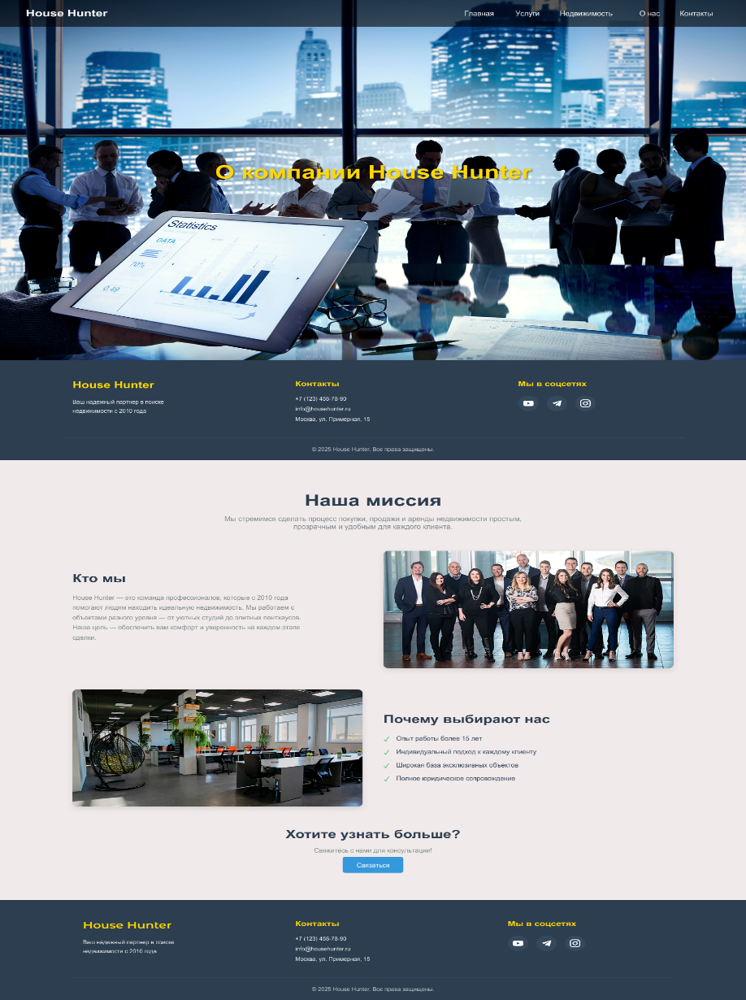 House Hunter
Главная Услуги Недвижимость О нас Контакты
О компании House Hunter
Statistics
DATA
70%
0.49
House Hunter
Ваш надежный партнер в поиске
недвижимости с 2010 года
Контакты
+7 (123) 456-78-90
info@househunter.ru
Москва, ул. Примерная, 15
Мы в соцсетях
© 2025 House Hunter. Все права защищены.
Наша миссия
Мы стремимся сделать процесс покупки, продажи и аренды недвижимости простым,
прозрачным и удобным для каждого клиента.
Кто мы
House Hunter — это команда профессионалов, которые с 2010 года
помогают людям находить идеальную недвижимость. Мы работаем с
объектами разного уровня — от уютных студий до элитных пентхаусов.
Наша цель — обеспечить вам комфорт и уверенность на каждом этапе
сделки.
Почему выбирают нас
Опыт работы более 15 лет
Индивидуальный подход к каждому клиенту
Широкая база эксклюзивных объектов
Полное юридическое сопровождение
Хотите узнать больше?
Свяжитесь с нами для консультации!
Связаться
House Hunter
Ваш надежный партнер в поиске
недвижимости с 2010 года
Контакты
+7 (123) 456-78-90
info@househunter.ru
Москва, ул. Примерная, 15
Мы в соцсетях
© 2025 House Hunter. Все права защищены.